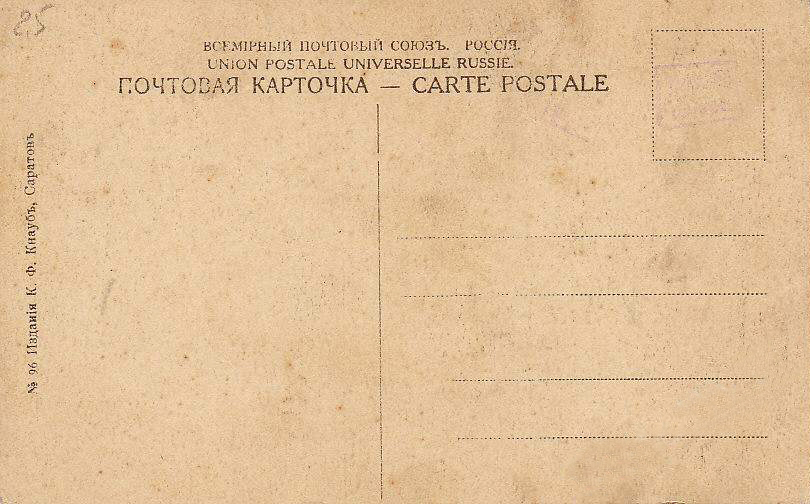 25
ВСЕМІРНЫЙ ПОЧТОВЫЙ СОЮЗЪ. РОССІЯ.
UNION POSTALE UNIVERSELLE RUSSIE.
ПОЧТОВАЯ КАРТОЧКА — CARTE POSTALE
№ 96 Изданія К. Ф. Кнаубъ, Саратовъ